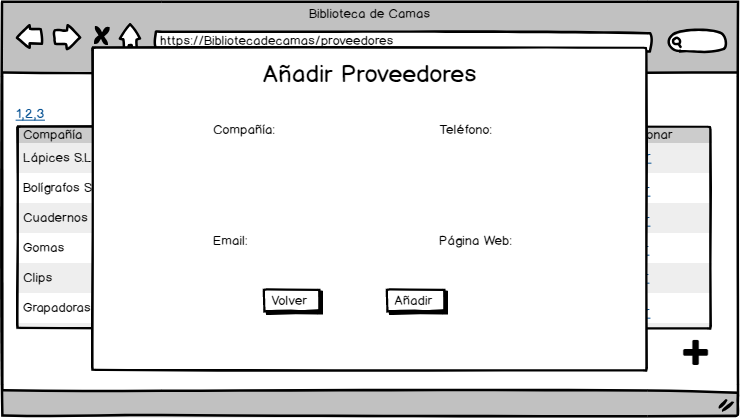 Biblioteca de Camas
https://Bibliotecadecamas/proveedores
Añadir Proveedores
1,2,3
Compañía: Teléfono:
Compañía
onar
Lápices S.L
Bolígrafos S
Cuadernos
Email: Página Web:
Gomas
Clips
Volver Añadir
Grapadoras